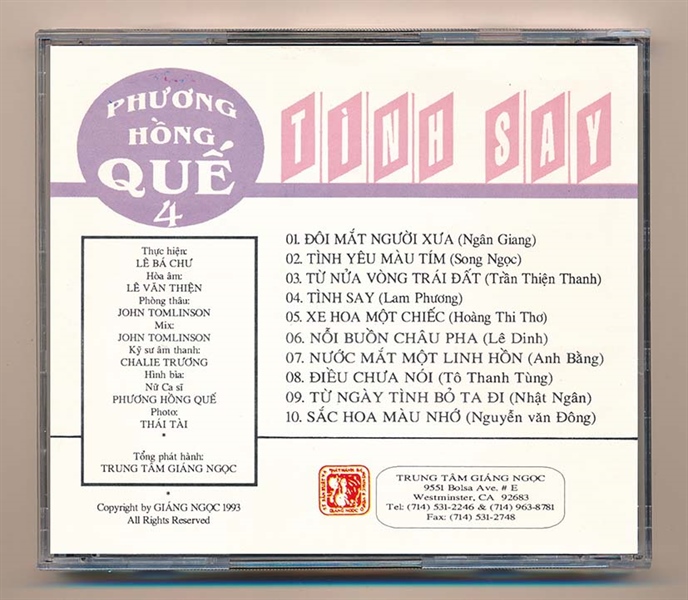 PHƯƠNG
HỒNG
QUẾ
4
TÌNH SAY
Thực hiện:
LÊ BÁ CHƯ
Hòa âm:
LÊ VĂN THIỆN
Phòng thâu:
JOHN TOMLINSON
Mix:
JOHN TOMLINSON
Kỹ sư âm thanh:
CHALIE TRƯƠNG
Hình bìa:
Nữ Ca sĩ
PHƯƠNG HỒNG QUẾ
Photo:
THÁI TÀI
*
Tổng phát hành:
TRUNG TÂM GIÁNG NGỌC
*
Copyright by GIÁNG NGỌC 1993
All Rights Reserved
01. ĐÔI MẮT NGƯỜI XƯA (Ngân Giang)
02. TÌNH YÊU MÀU TÍM (Song Ngọc)
03. TỪ NỬA VÒNG TRÁI ĐẤT (Trần Thiện Thanh)
04. TÌNH SAY (Lam Phương)
05. XE HOA MỘT CHIẾC (Hoàng Thi Thơ)
06. NỖI BUỒN CHÂU PHA (Lê Dinh)
07. NƯỚC MẮT MỘT LINH HỒN (Anh Bằng)
08. ĐIỀU CHƯA NÓI (Tô Thanh Tùng)
09. TỪ NGÀY TÌNH BỎ TA ĐI (Nhật Ngân)
10. SẮC HOA MÀU NHỚ (Nguyễn văn Đông)
GIANG NGOC
TRUNG TÂM GIÁNG NGỌC
9551 Bolsa Ave, # E
Westminster, CA 92683
Tel: (714) 531-2246 & (714) 963-8781
Fax: (714) 531-2748